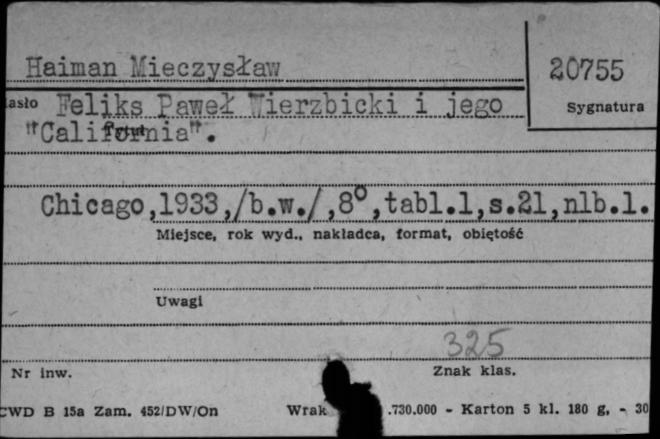 Haiman Mieczysław
20755
asło Feliks Paweł Wierzbicki i jego
Sygnatura
"California".
Tytuł
Chicago,1933,/b.w./,8°,tabl.1,s.21,nlb.1.
Miejsce, rok wyd., nakładca, format, objętość
Uwagi
325
Nr inw.
Znak klas.
CWD B 15a Zam. 452/DW/On Wrak .730.000 - Karton 5 kl. 180 g. - 30